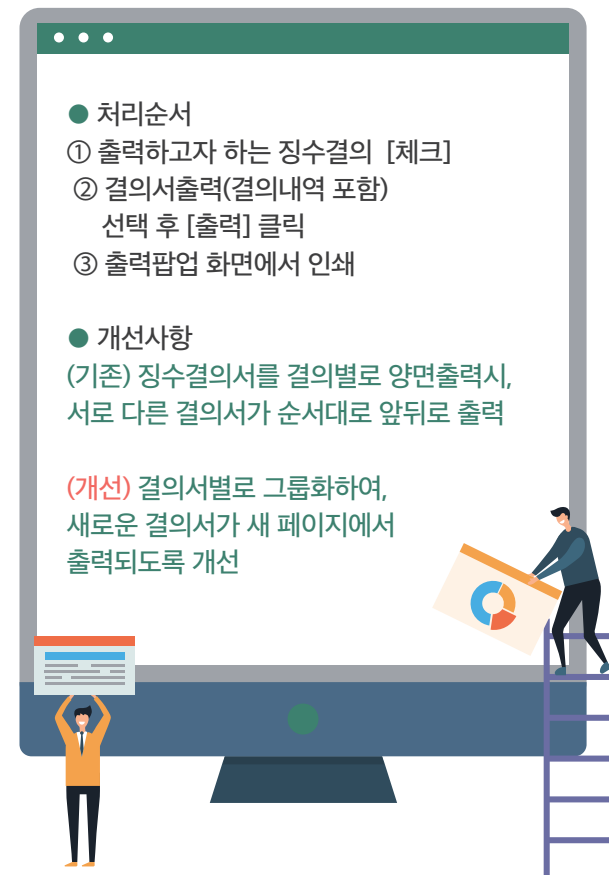 ● 처리순서
① 출력하고자 하는 징수결의 [체크]
② 결의서출력(결의내역 포함)
선택 후 [출력] 클릭
③ 출력팝업 화면에서 인쇄
● 개선사항
(기존) 징수결의서를 결의별로 양면출력시,
서로 다른 결의서가 순서대로 앞뒤로 출력
(개선) 결의서별로 그룹화하여,
새로운 결의서가 새 페이지에서
출력되도록 개선